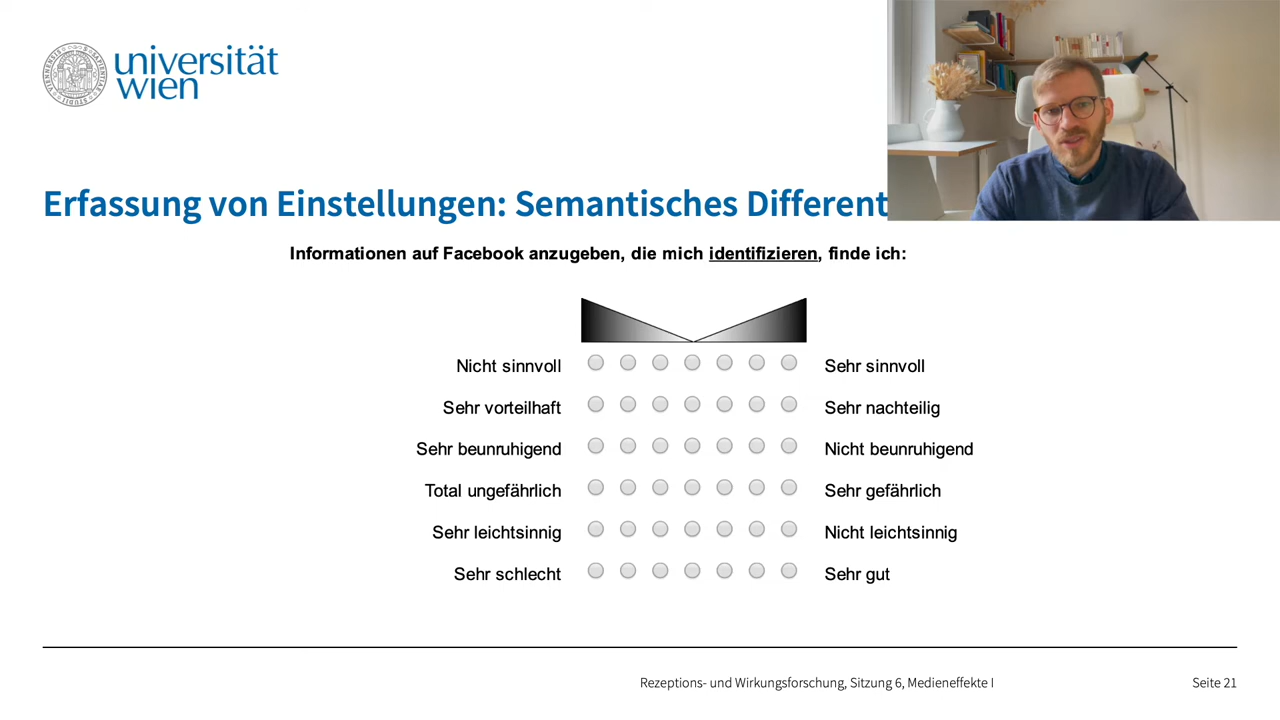 universität
wien
Erfassung von Einstellungen: Semantisches Different
Informationen auf Facebook anzugeben, die mich identifizieren, finde ich:
Nicht sinnvoll Sehr sinnvoll
Sehr vorteilhaft Sehr nachteilig
Sehr beunruhigend Nicht beunruhigend
Total ungefährlich Sehr gefährlich
Sehr leichtsinnig Nicht leichtsinnig
Sehr schlecht Sehr gut
Rezeptions- und Wirkungsforschung, Sitzung 6, Medieneffekte I Seite 21